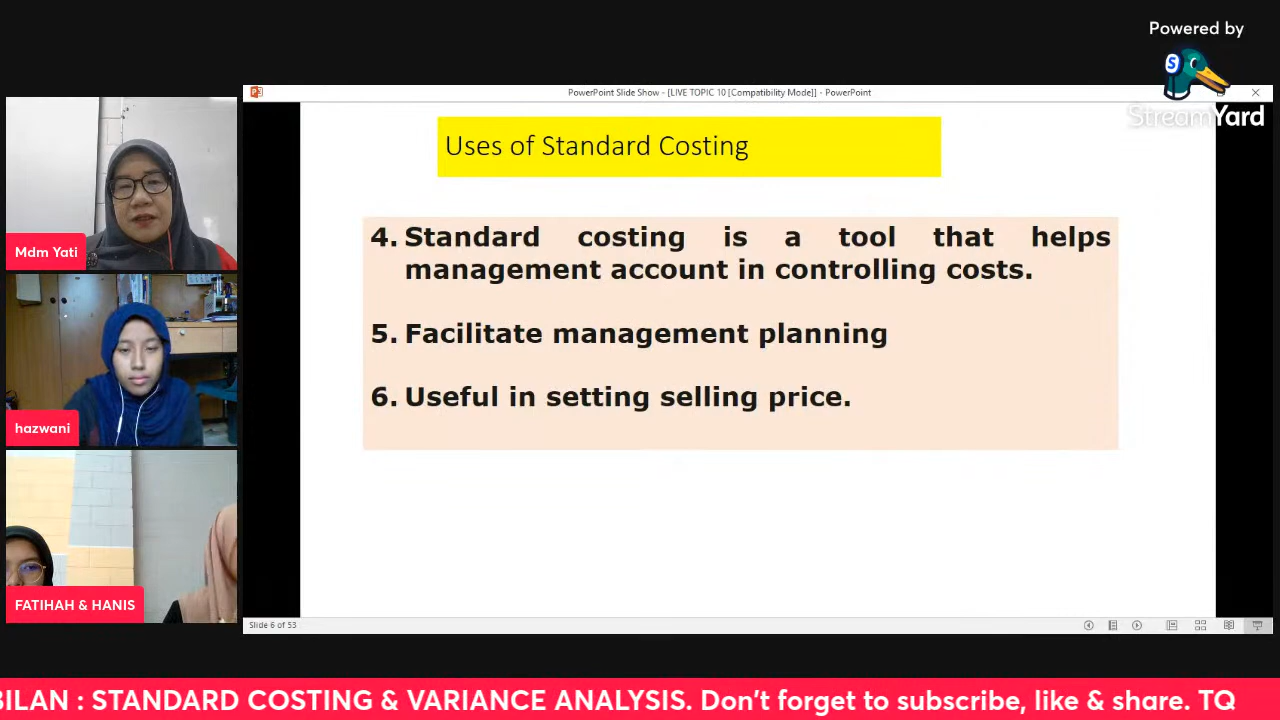 Powered by
S
StreamYard
PowerPoint Slide Show - [LIVE TOPIC 10 [Compatibility Mode]] - PowerPoint
Uses of Standard Costing
4. Standard costing is a tool that helps
management account in controlling costs.
5. Facilitate management planning
6. Useful in setting selling price.
Mdm Yati
hazwani
FATIHAH & HANIS
Slide 6 of 53
BILAN : STANDARD COSTING & VARIANCE ANALYSIS. Don't forget to subscribe, like & share. TQ